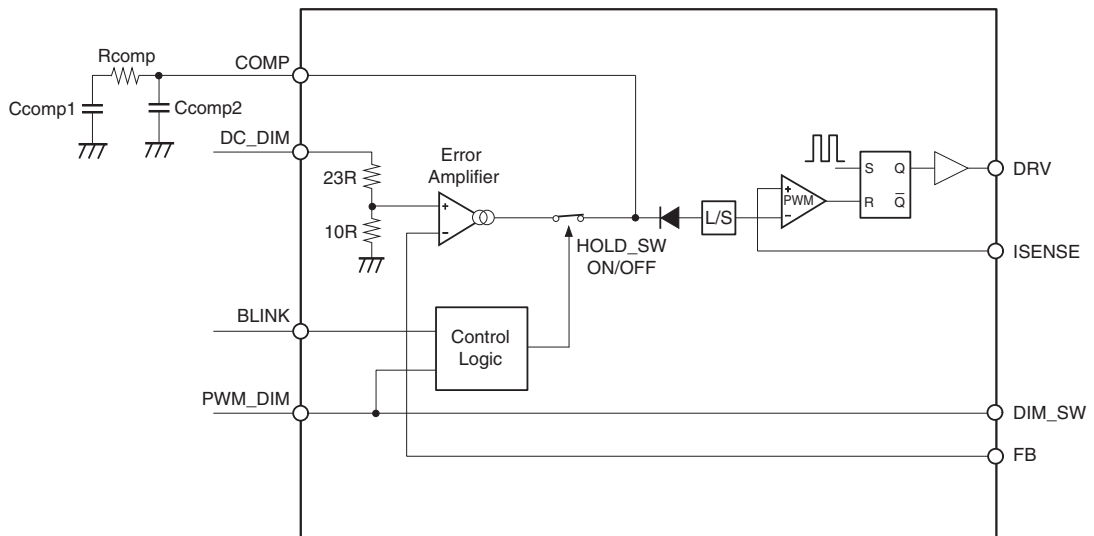 Rcomp
COMP
Ccomp1
Ccomp2
DC_DIM
23R
10R
Error
Amplifier
+
−
HOLD_SW
ON/OFF
L/S
+
PWM
−
S Q
R Q̅
DRV
ISENSE
BLINK
Control
Logic
PWM_DIM
DIM_SW
FB